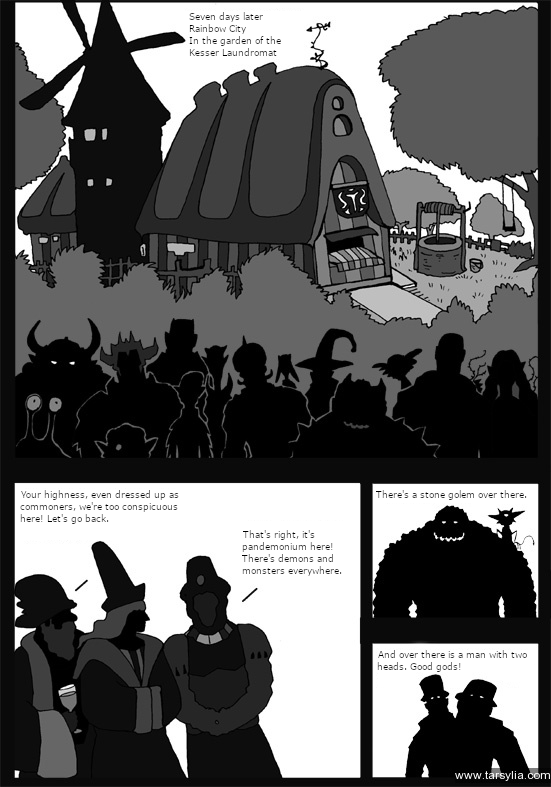 Seven days later
Rainbow City
In the garden of the
Kesser Laundromat
Your highness, even dressed up as
commoners, we're too conspicuous
here! Let's go back.
That's right, it's
pandemonium here!
There's demons and
monsters everywhere.
There's a stone golem over there.
And over there is a man with two
heads. Good gods!
www.tarsylia.com